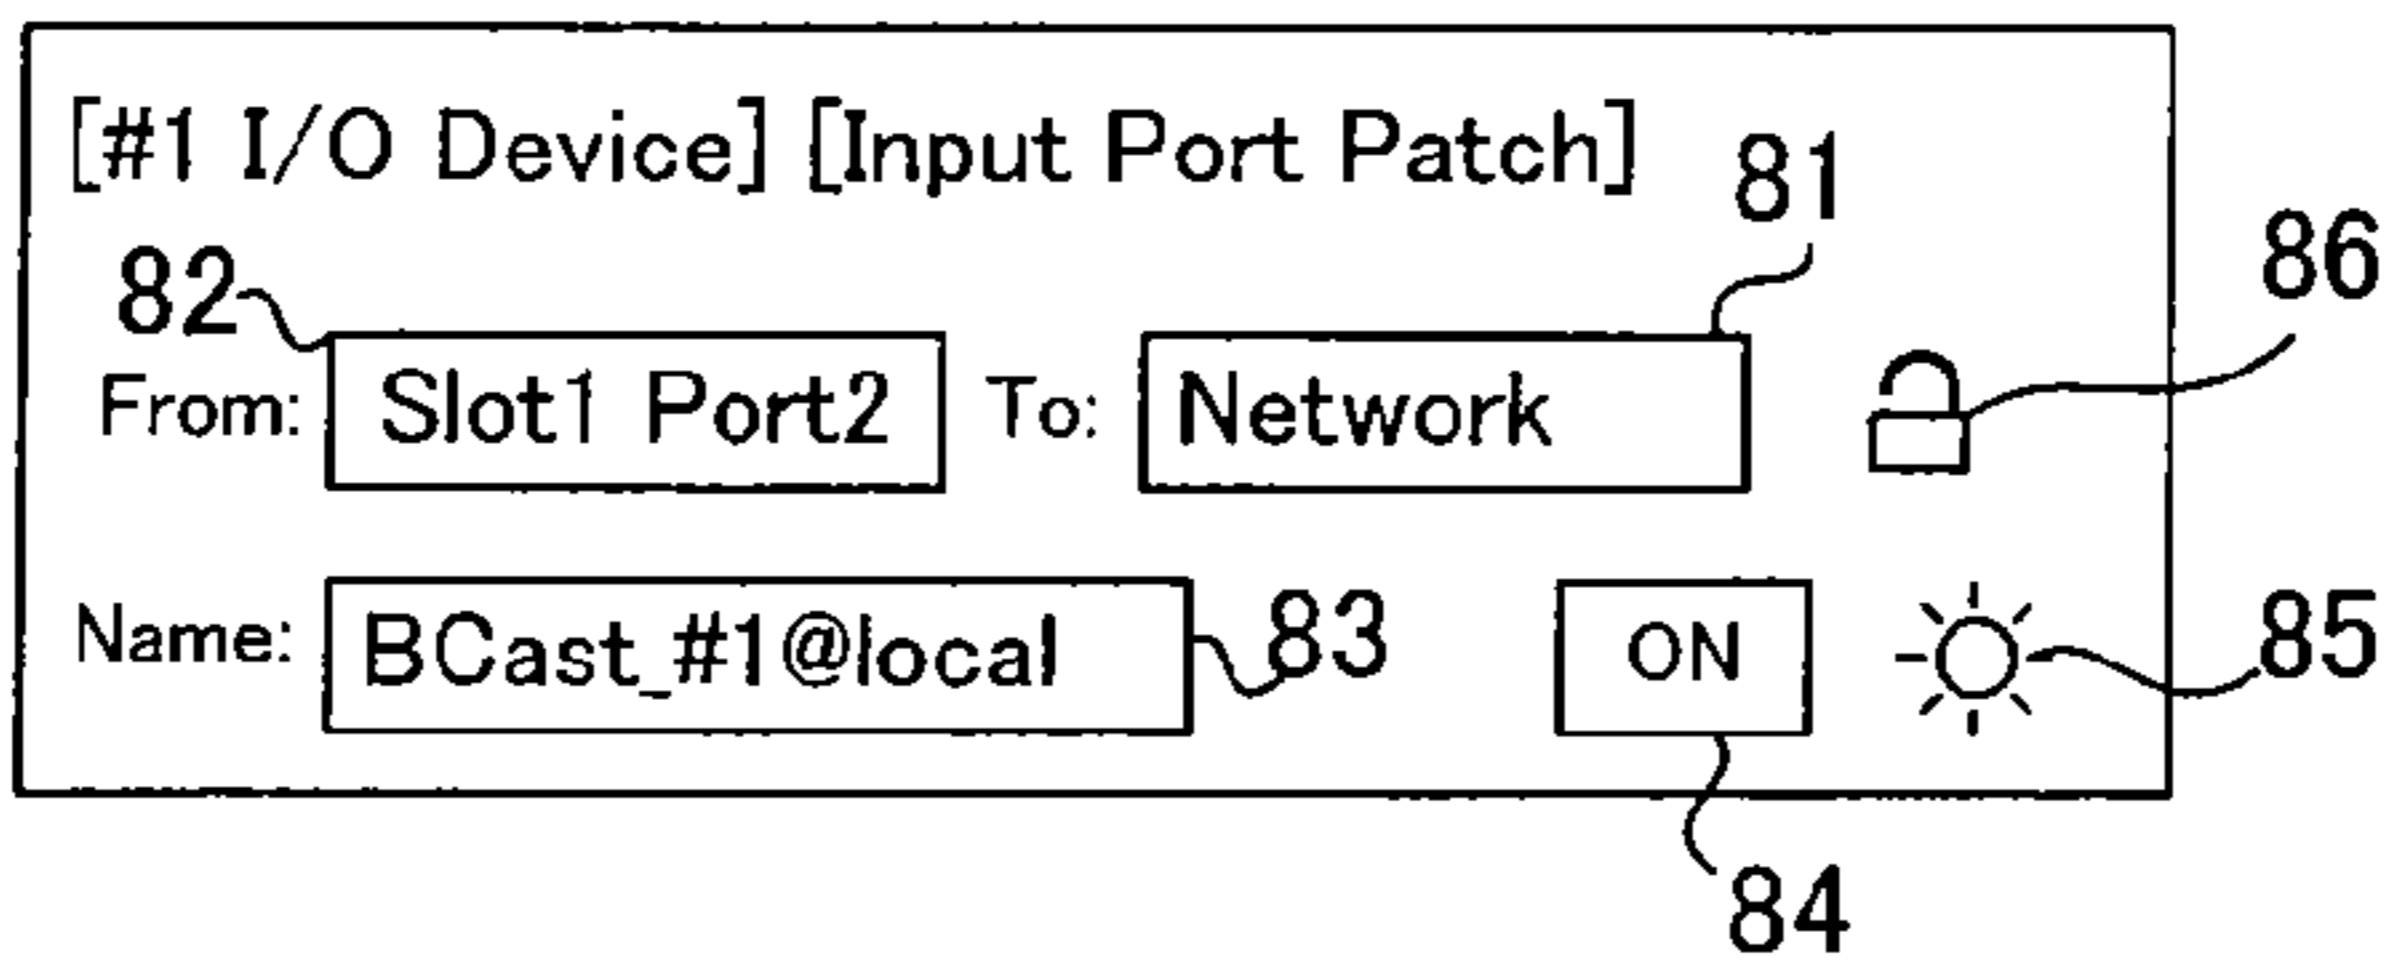 [#1 I/O Device] [Input Port Patch]
81
86
82
From: Slot1 Port2 To: Network
Name: BCast_#1@local 83 ON 85
84